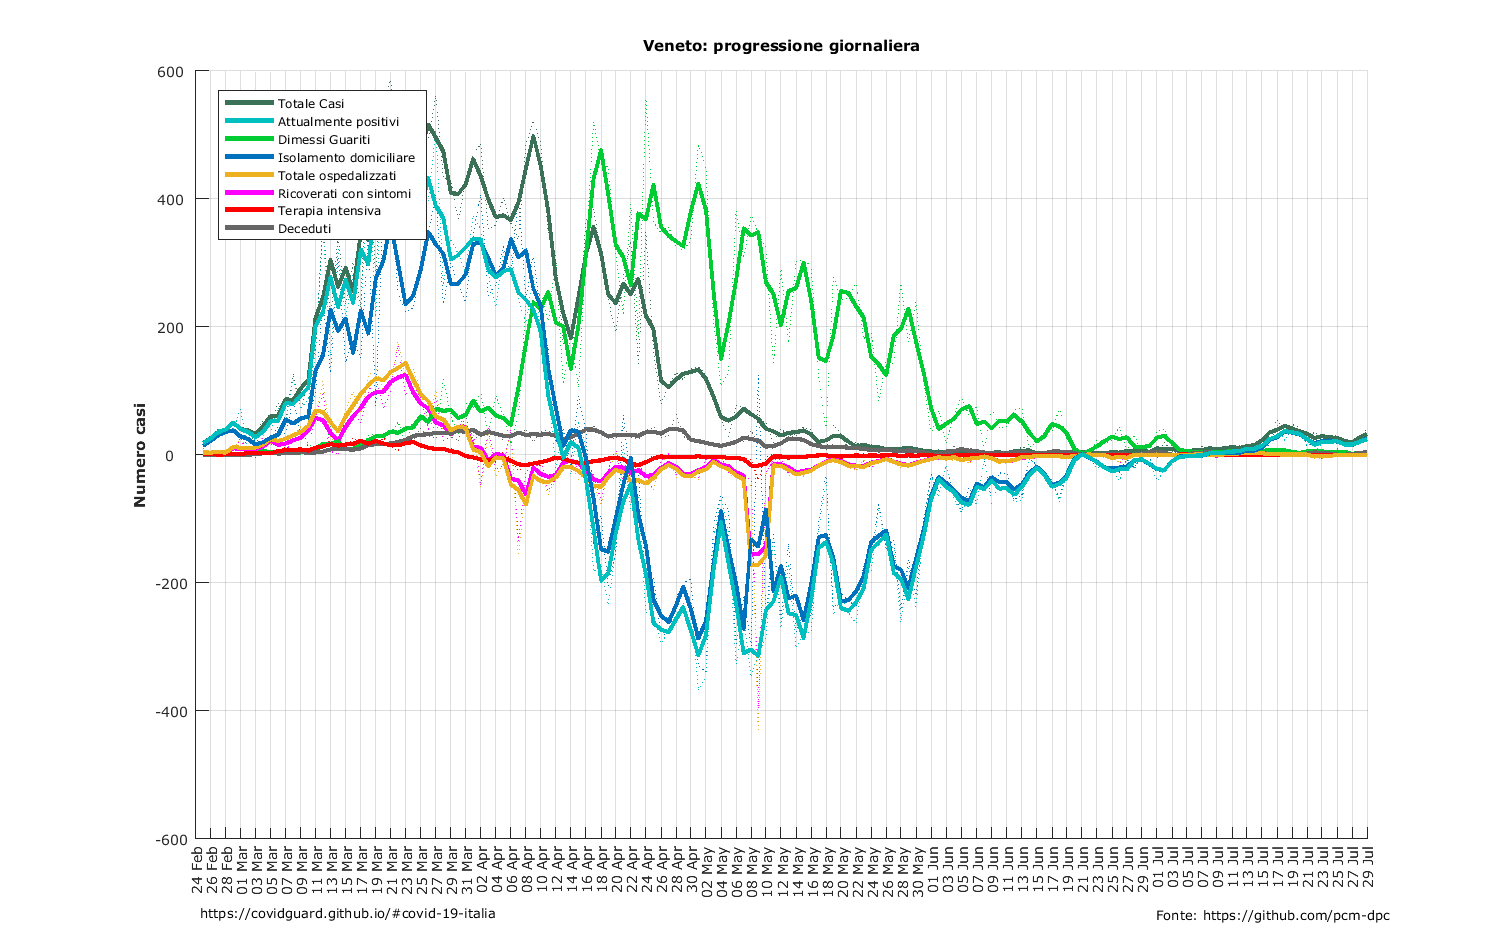 Veneto: progressione giornaliera
600
400
200
0
-200
-400
-600
Numero casi
Totale Casi
Attualmente positivi
Dimessi Guariti
Isolamento domiciliare
Totale ospedalizzati
Ricoverati con sintomi
Terapia intensiva
Deceduti
24 Feb
26 Feb
28 Feb
01 Mar
03 Mar
05 Mar
07 Mar
09 Mar
11 Mar
13 Mar
15 Mar
17 Mar
19 Mar
21 Mar
23 Mar
25 Mar
27 Mar
29 Mar
31 Mar
02 Apr
04 Apr
06 Apr
08 Apr
10 Apr
12 Apr
14 Apr
16 Apr
18 Apr
20 Apr
22 Apr
24 Apr
26 Apr
28 Apr
30 Apr
02 May
04 May
06 May
08 May
10 May
12 May
14 May
16 May
18 May
20 May
22 May
24 May
26 May
28 May
30 May
01 Jun
03 Jun
05 Jun
07 Jun
09 Jun
11 Jun
13 Jun
15 Jun
17 Jun
19 Jun
21 Jun
23 Jun
25 Jun
27 Jun
29 Jun
01 Jul
03 Jul
05 Jul
07 Jul
09 Jul
11 Jul
13 Jul
15 Jul
17 Jul
19 Jul
21 Jul
23 Jul
25 Jul
27 Jul
29 Jul
https://covidguard.github.io/#covid-19-italia
Fonte: https://github.com/pcm-dpc